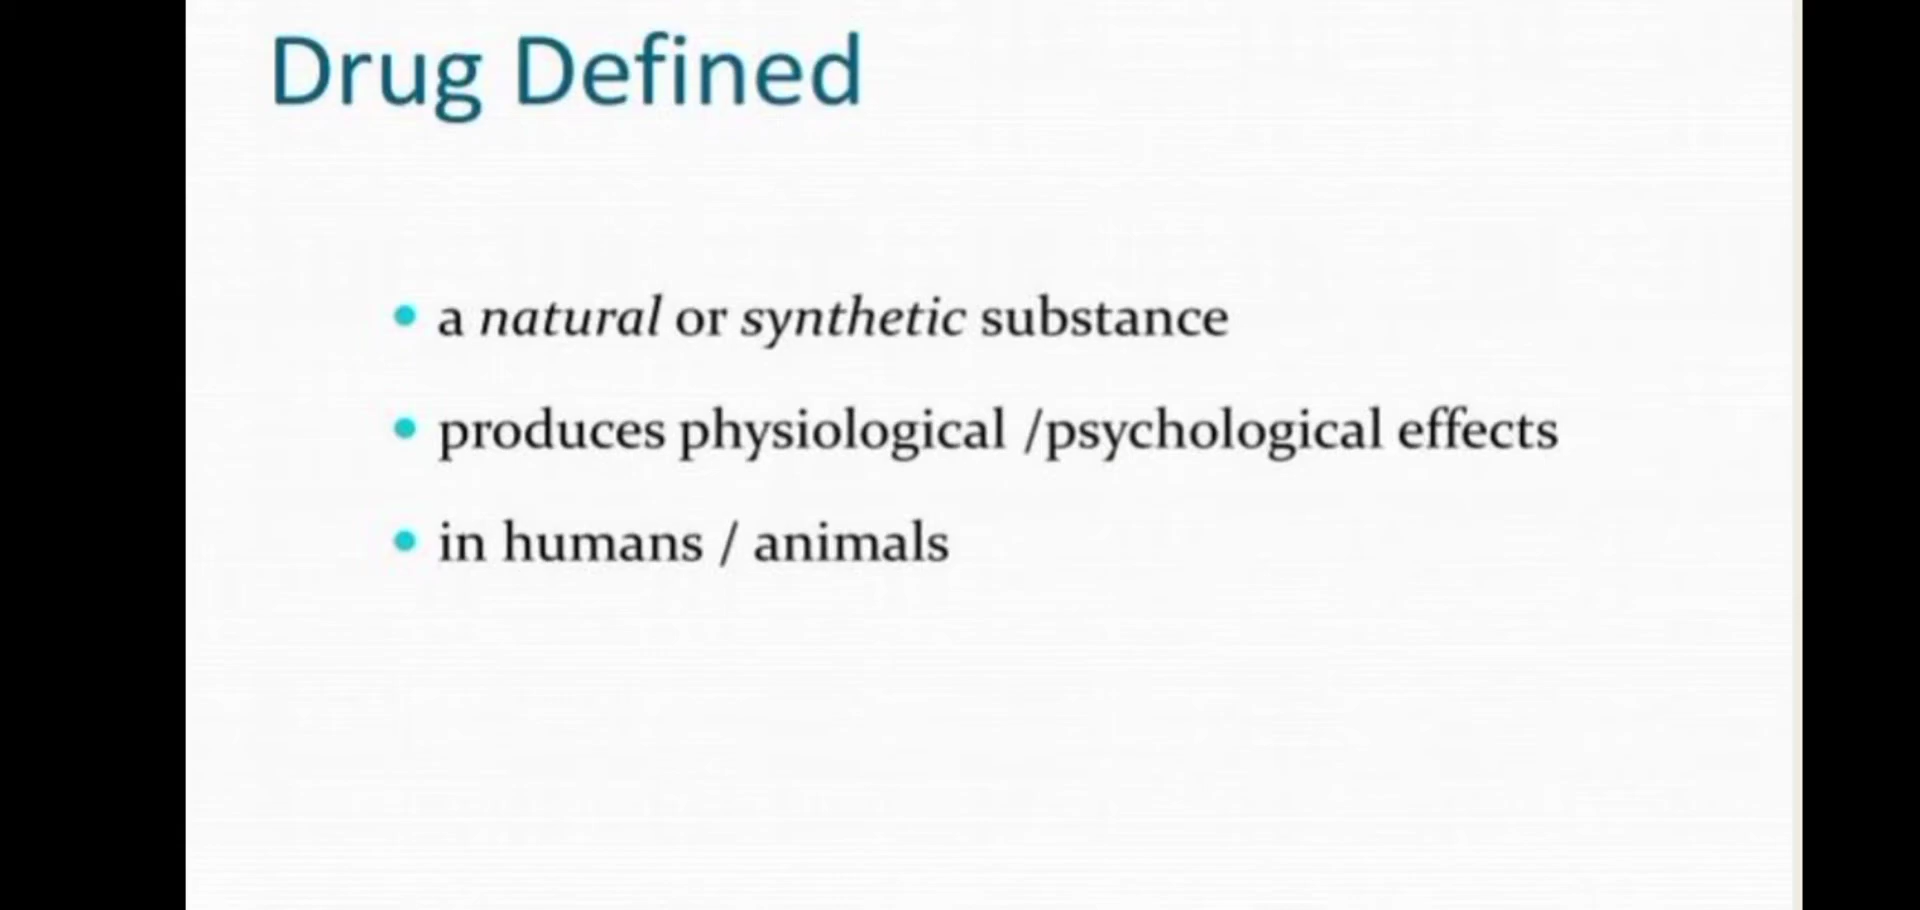 Drug Defined
a natural or synthetic substance
produces physiological /psychological effects
in humans / animals